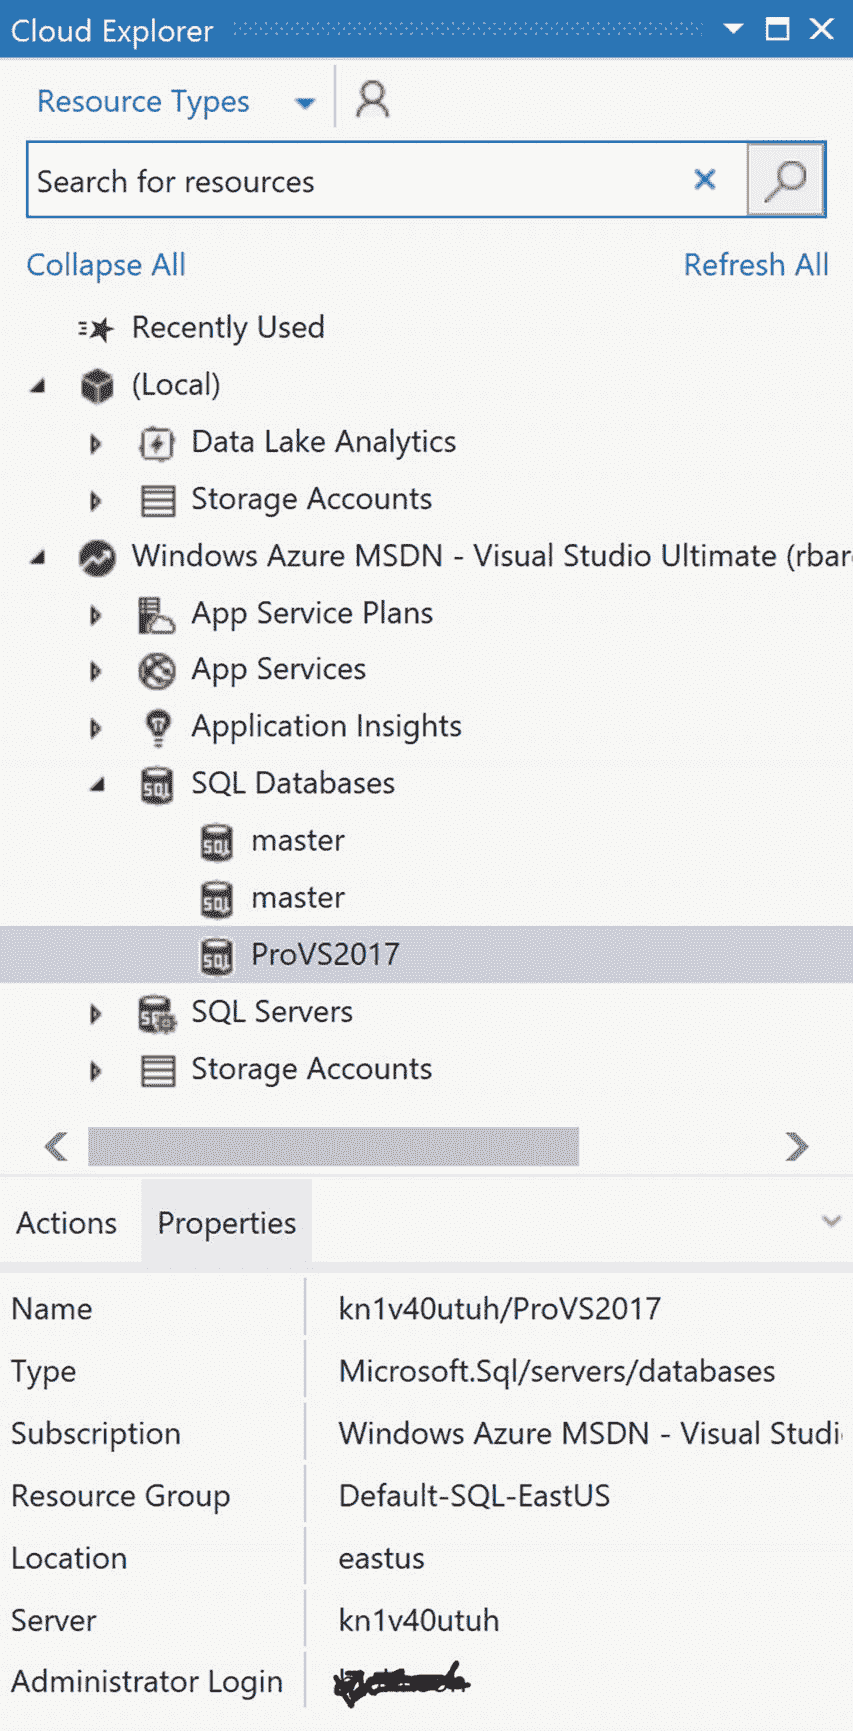 Cloud Explorer
Resource Types
Search for resources
Collapse All Refresh All
Recently Used
(Local)
Data Lake Analytics
Storage Accounts
Windows Azure MSDN - Visual Studio Ultimate (rbar
App Service Plans
App Services
Application Insights
SQL Databases
master
master
ProVS2017
SQL Servers
Storage Accounts
Actions Properties
Name kn1v40utuh/ProVS2017
Type Microsoft.Sql/servers/databases
Subscription Windows Azure MSDN - Visual Studi
Resource Group Default-SQL-EastUS
Location eastus
Server kn1v40utuh
Administrator Login